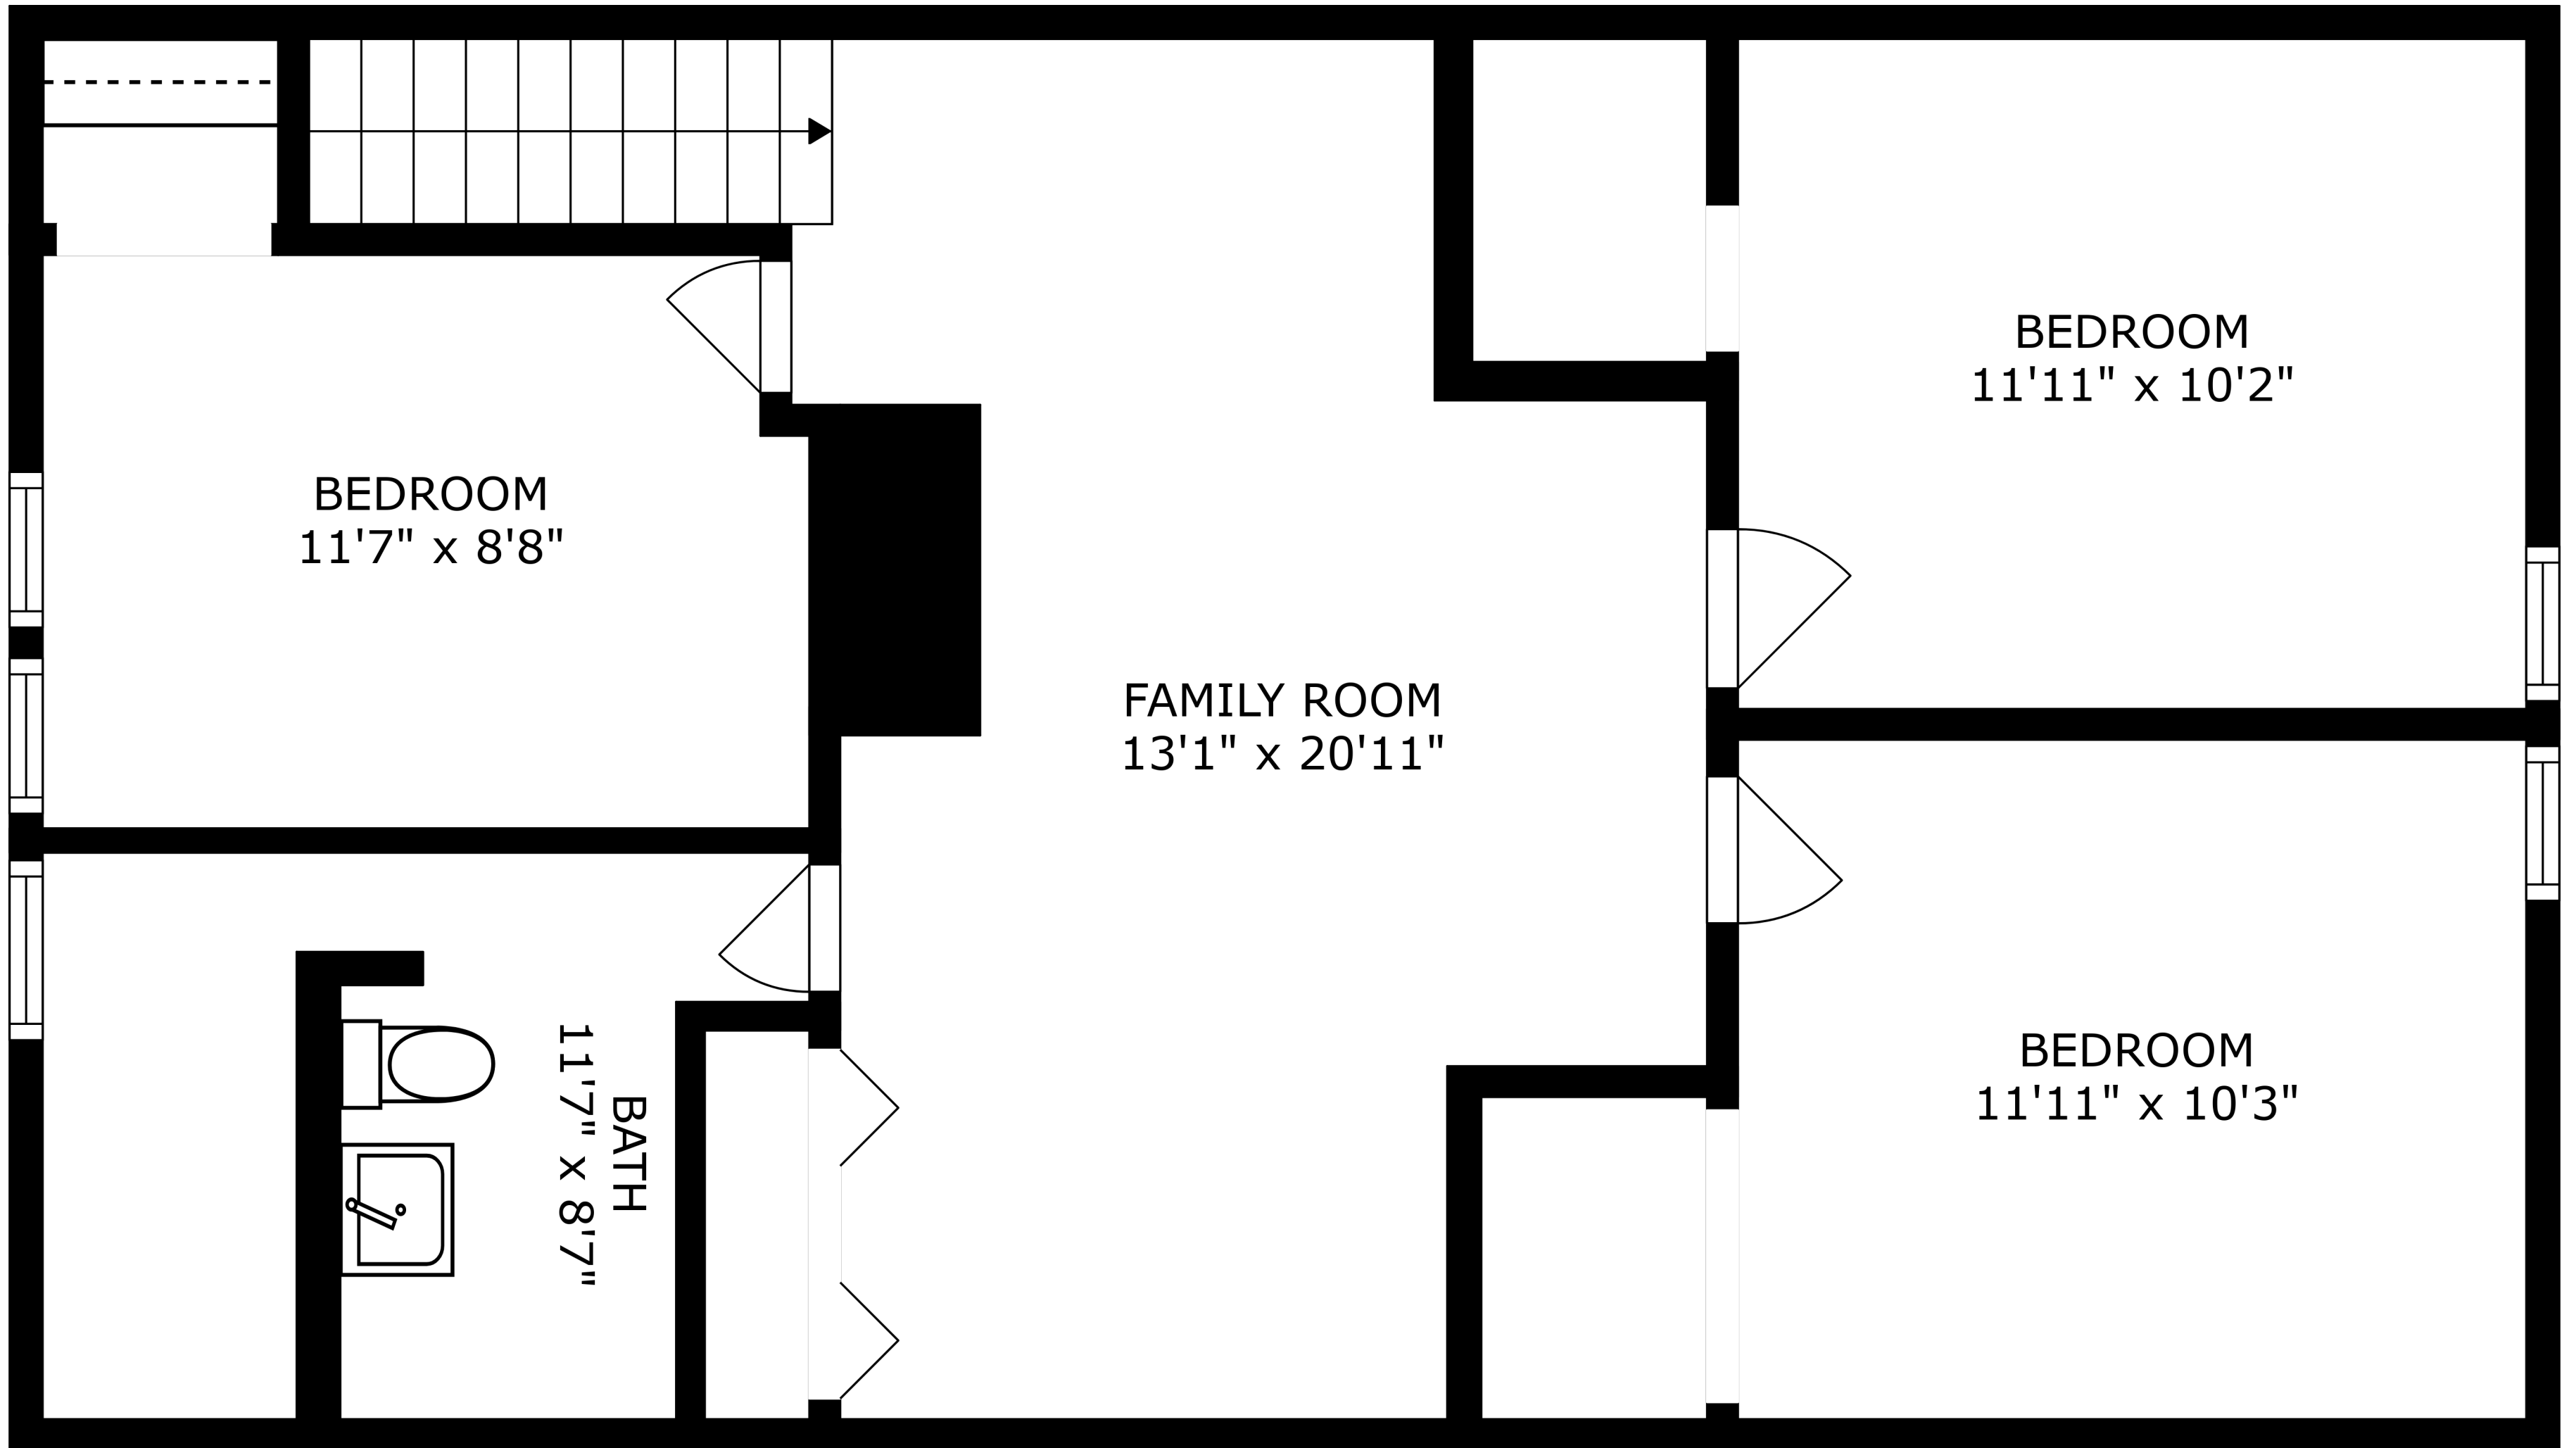 BEDROOM
11'11" x 10'2"
BEDROOM
11'7" x 8'8"
FAMILY ROOM
13'1" x 20'11"
BEDROOM
11'11" x 10'3"
BATH
11'7" x 8'7"